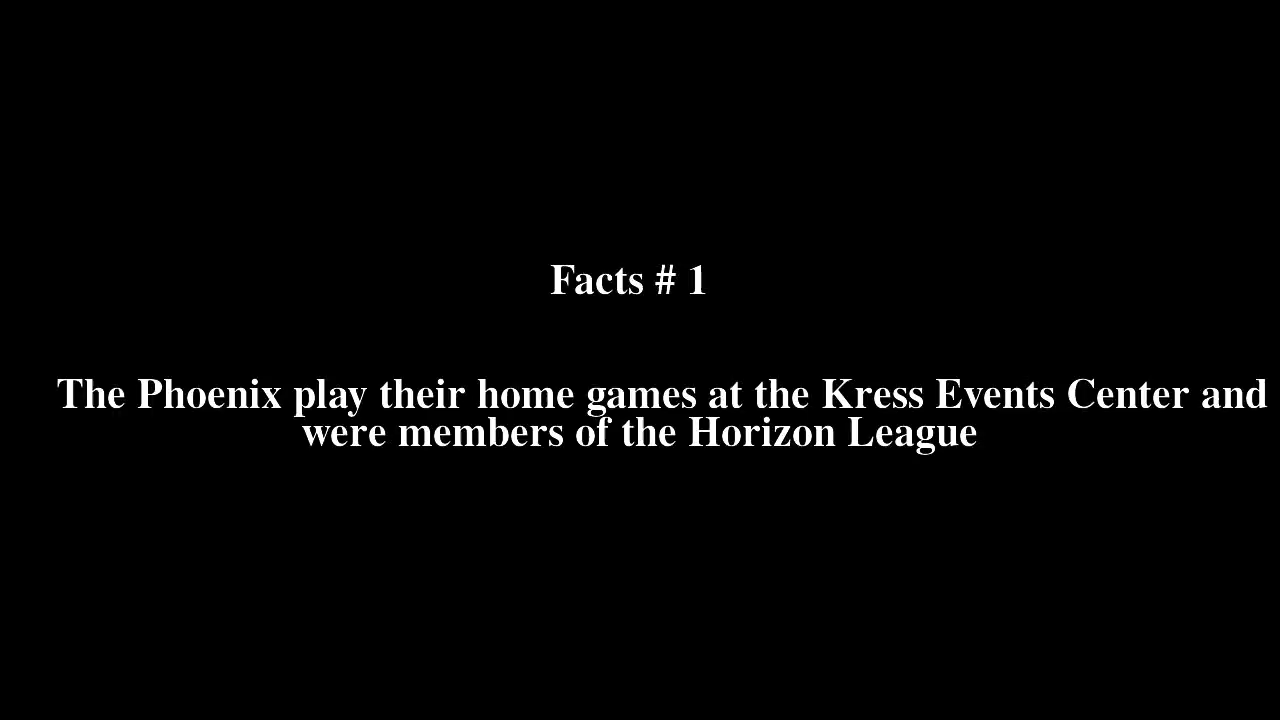 Facts # 1
The Phoenix play their home games at the Kress Events Center and
were members of the Horizon League